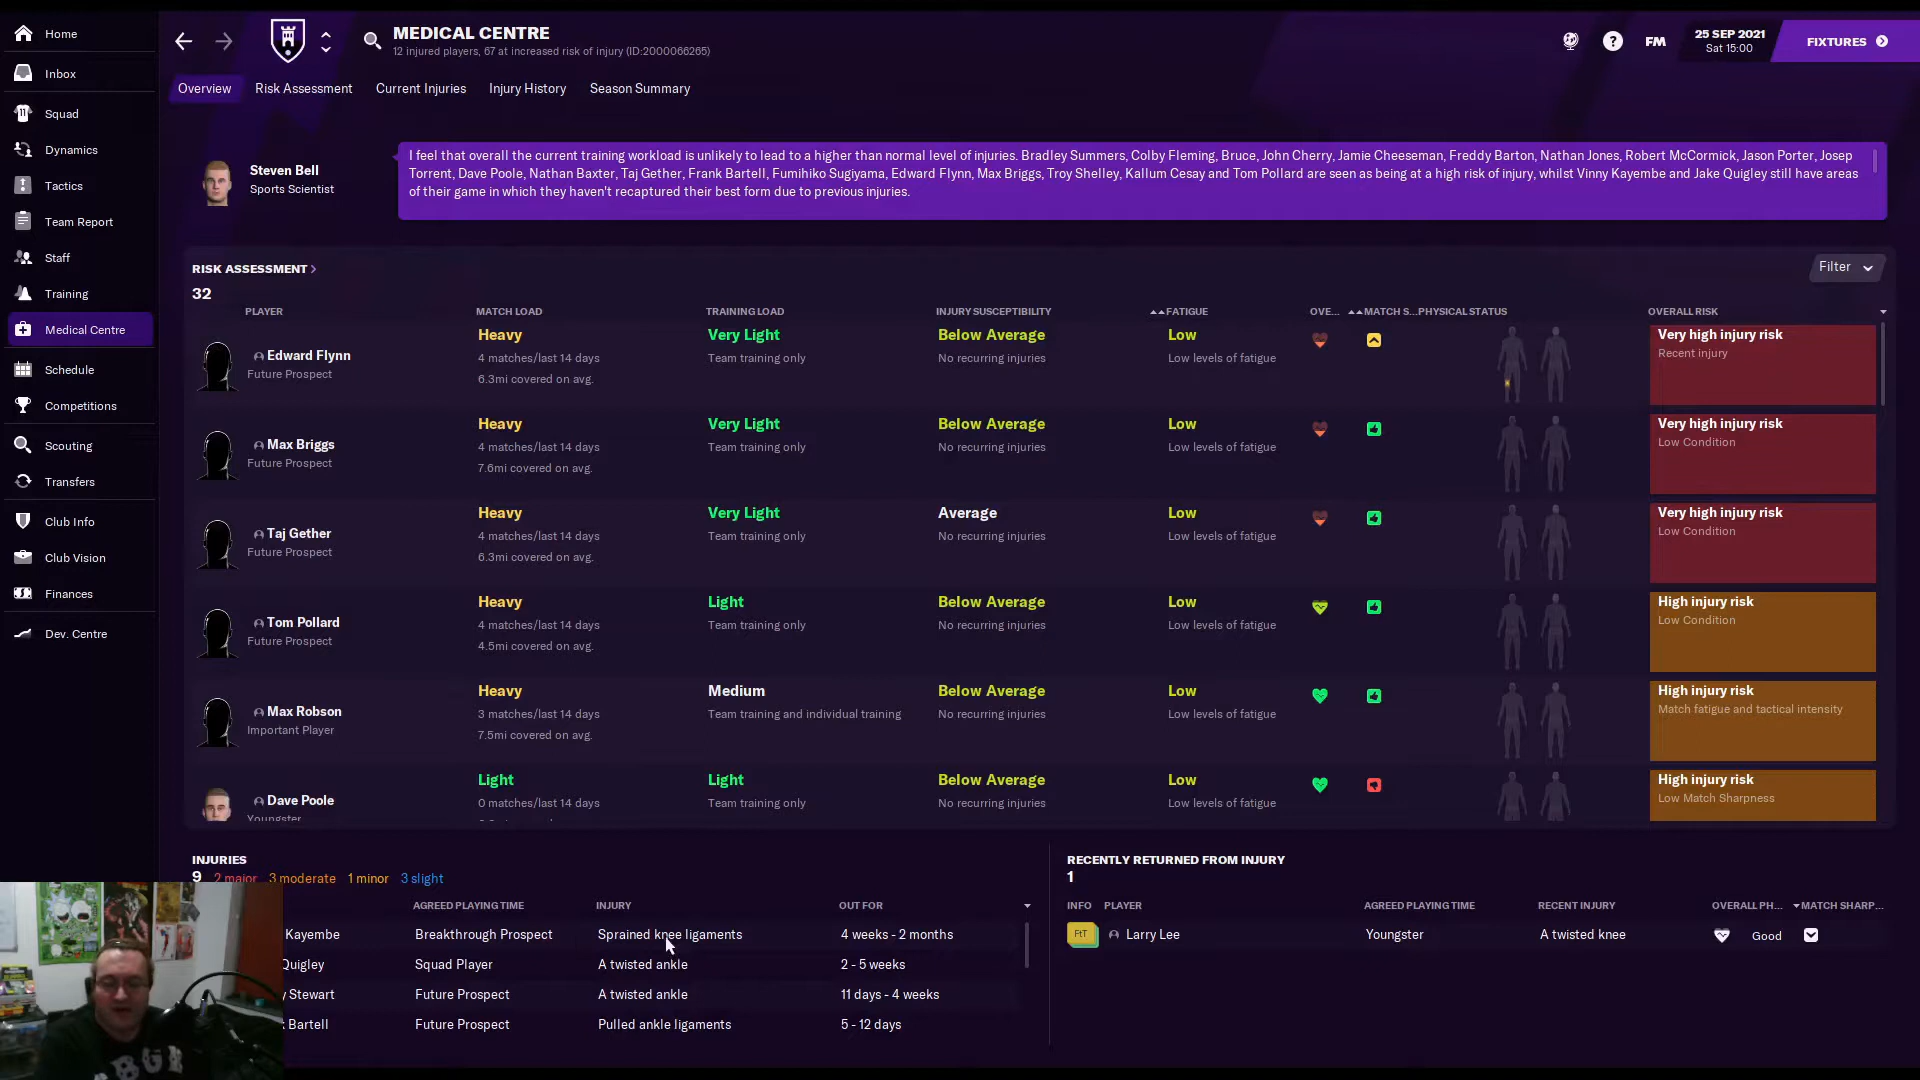 Home
Inbox
Squad
Dynamics
Tactics
Team Report
Staff
Training
Medical Centre
Schedule
Competitions
Scouting
Transfers
Club Info
Club Vision
Finances
Dev. Centre
MEDICAL CENTRE
12 injured players, 67 at increased risk of injury (ID:2000066265)
FM
25 SEP 2021
Sat 15:00
FIXTURES
Overview Risk Assessment Current Injuries Injury History Season Summary
Steven Bell
Sports Scientist
I feel that overall the current training workload is unlikely to lead to a higher than normal level of injuries. Bradley Summers, Colby Fleming, Bruce, John Cherry, Jamie Cheeseman, Freddy Barton, Nathan Jones, Robert McCormick, Jason Porter, Josep
Torrent, Dave Poole, Nathan Baxter, Taj Gether, Frank Bartell, Fumihiko Sugiyama, Edward Flynn, Max Briggs, Troy Shelley, Kallum Cesay and Tom Pollard are seen as being at a high risk of injury, whilst Vinny Kayembe and Jake Quigley still have areas
of their game in which they haven't recaptured their best form due to previous injuries.
RISK ASSESSMENT
32
Filter
PLAYER MATCH LOAD TRAINING LOAD INJURY SUSCEPTIBILITY FATIGUE OVE... MATCH S... PHYSICAL STATUS OVERALL RISK
Heavy Very Light Below Average Low Very high injury risk
Edward Flynn 4 matches/last 14 days Team training only No recurring injuries Low levels of fatigue Recent injury
Future Prospect 6.3mi covered on avg.
Heavy Very Light Below Average Low Very high injury risk
Max Briggs 4 matches/last 14 days Team training only No recurring injuries Low levels of fatigue Low Condition
Future Prospect 7.6mi covered on avg.
Heavy Very Light Average Low Very high injury risk
Taj Gether 4 matches/last 14 days Team training only No recurring injuries Low levels of fatigue Low Condition
Future Prospect 6.3mi covered on avg.
Heavy Light Below Average Low High injury risk
Tom Pollard 4 matches/last 14 days Team training only No recurring injuries Low levels of fatigue Low Condition
Future Prospect 4.5mi covered on avg.
Heavy Medium Below Average Low High injury risk
Max Robson 3 matches/last 14 days Team training and individual training No recurring injuries Low levels of fatigue Match fatigue and tactical intensity
Important Player 7.5mi covered on avg.
Light Light Below Average Low High injury risk
Dave Poole 0 matches/last 14 days Team training only No recurring injuries Low levels of fatigue Low Match Sharpness
Youngster
INJURIES
9 2 major 3 moderate 1 minor 3 slight
AGREED PLAYING TIME INJURY OUT FOR
Kayembe Breakthrough Prospect Sprained knee ligaments 4 weeks - 2 months
Quigley Squad Player A twisted ankle 2 - 5 weeks
Stewart Future Prospect A twisted ankle 11 days - 4 weeks
Bartell Future Prospect Pulled ankle ligaments 5 - 12 days
RECENTLY RETURNED FROM INJURY
1
INFO PLAYER AGREED PLAYING TIME RECENT INJURY OVERALL PH... MATCH SHARP...
FtT Larry Lee Youngster A twisted knee Good